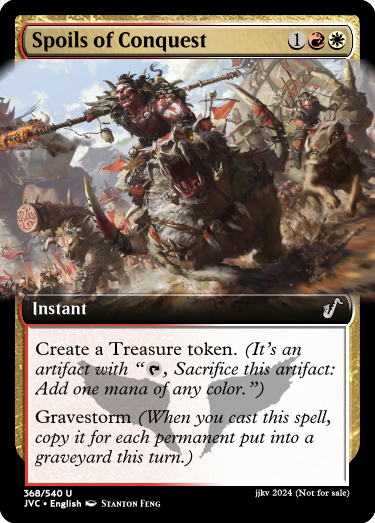 Spoils of Conquest 1
Instant
Create a Treasure token. (It's an
artifact with “T, Sacrifice this artifact:
Add one mana of any color.”)
Gravestorm (When you cast this spell,
copy it for each permanent put into a
graveyard this turn.)
368/540 U jjkv 2024 (Not for sale)
JVC • English STANTON FENG